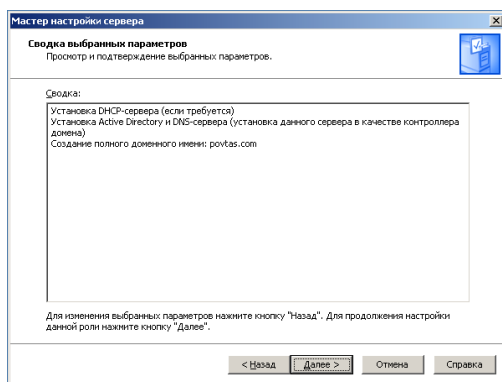 Мастер настройки сервера
Сводка выбранных параметров
Просмотр и подтверждение выбранных параметров.
Сводка:
Установка DHCP-сервера (если требуется)
Установка Active Directory и DNS-сервера (установка данного сервера в качестве контроллера
домена)
Создание полного доменного имени: povtas.com
Для изменения выбранных параметров нажмите кнопку "Назад". Для продолжения настройки
данной роли нажмите кнопку "Далее".
< Назад Далее > Отмена Справка